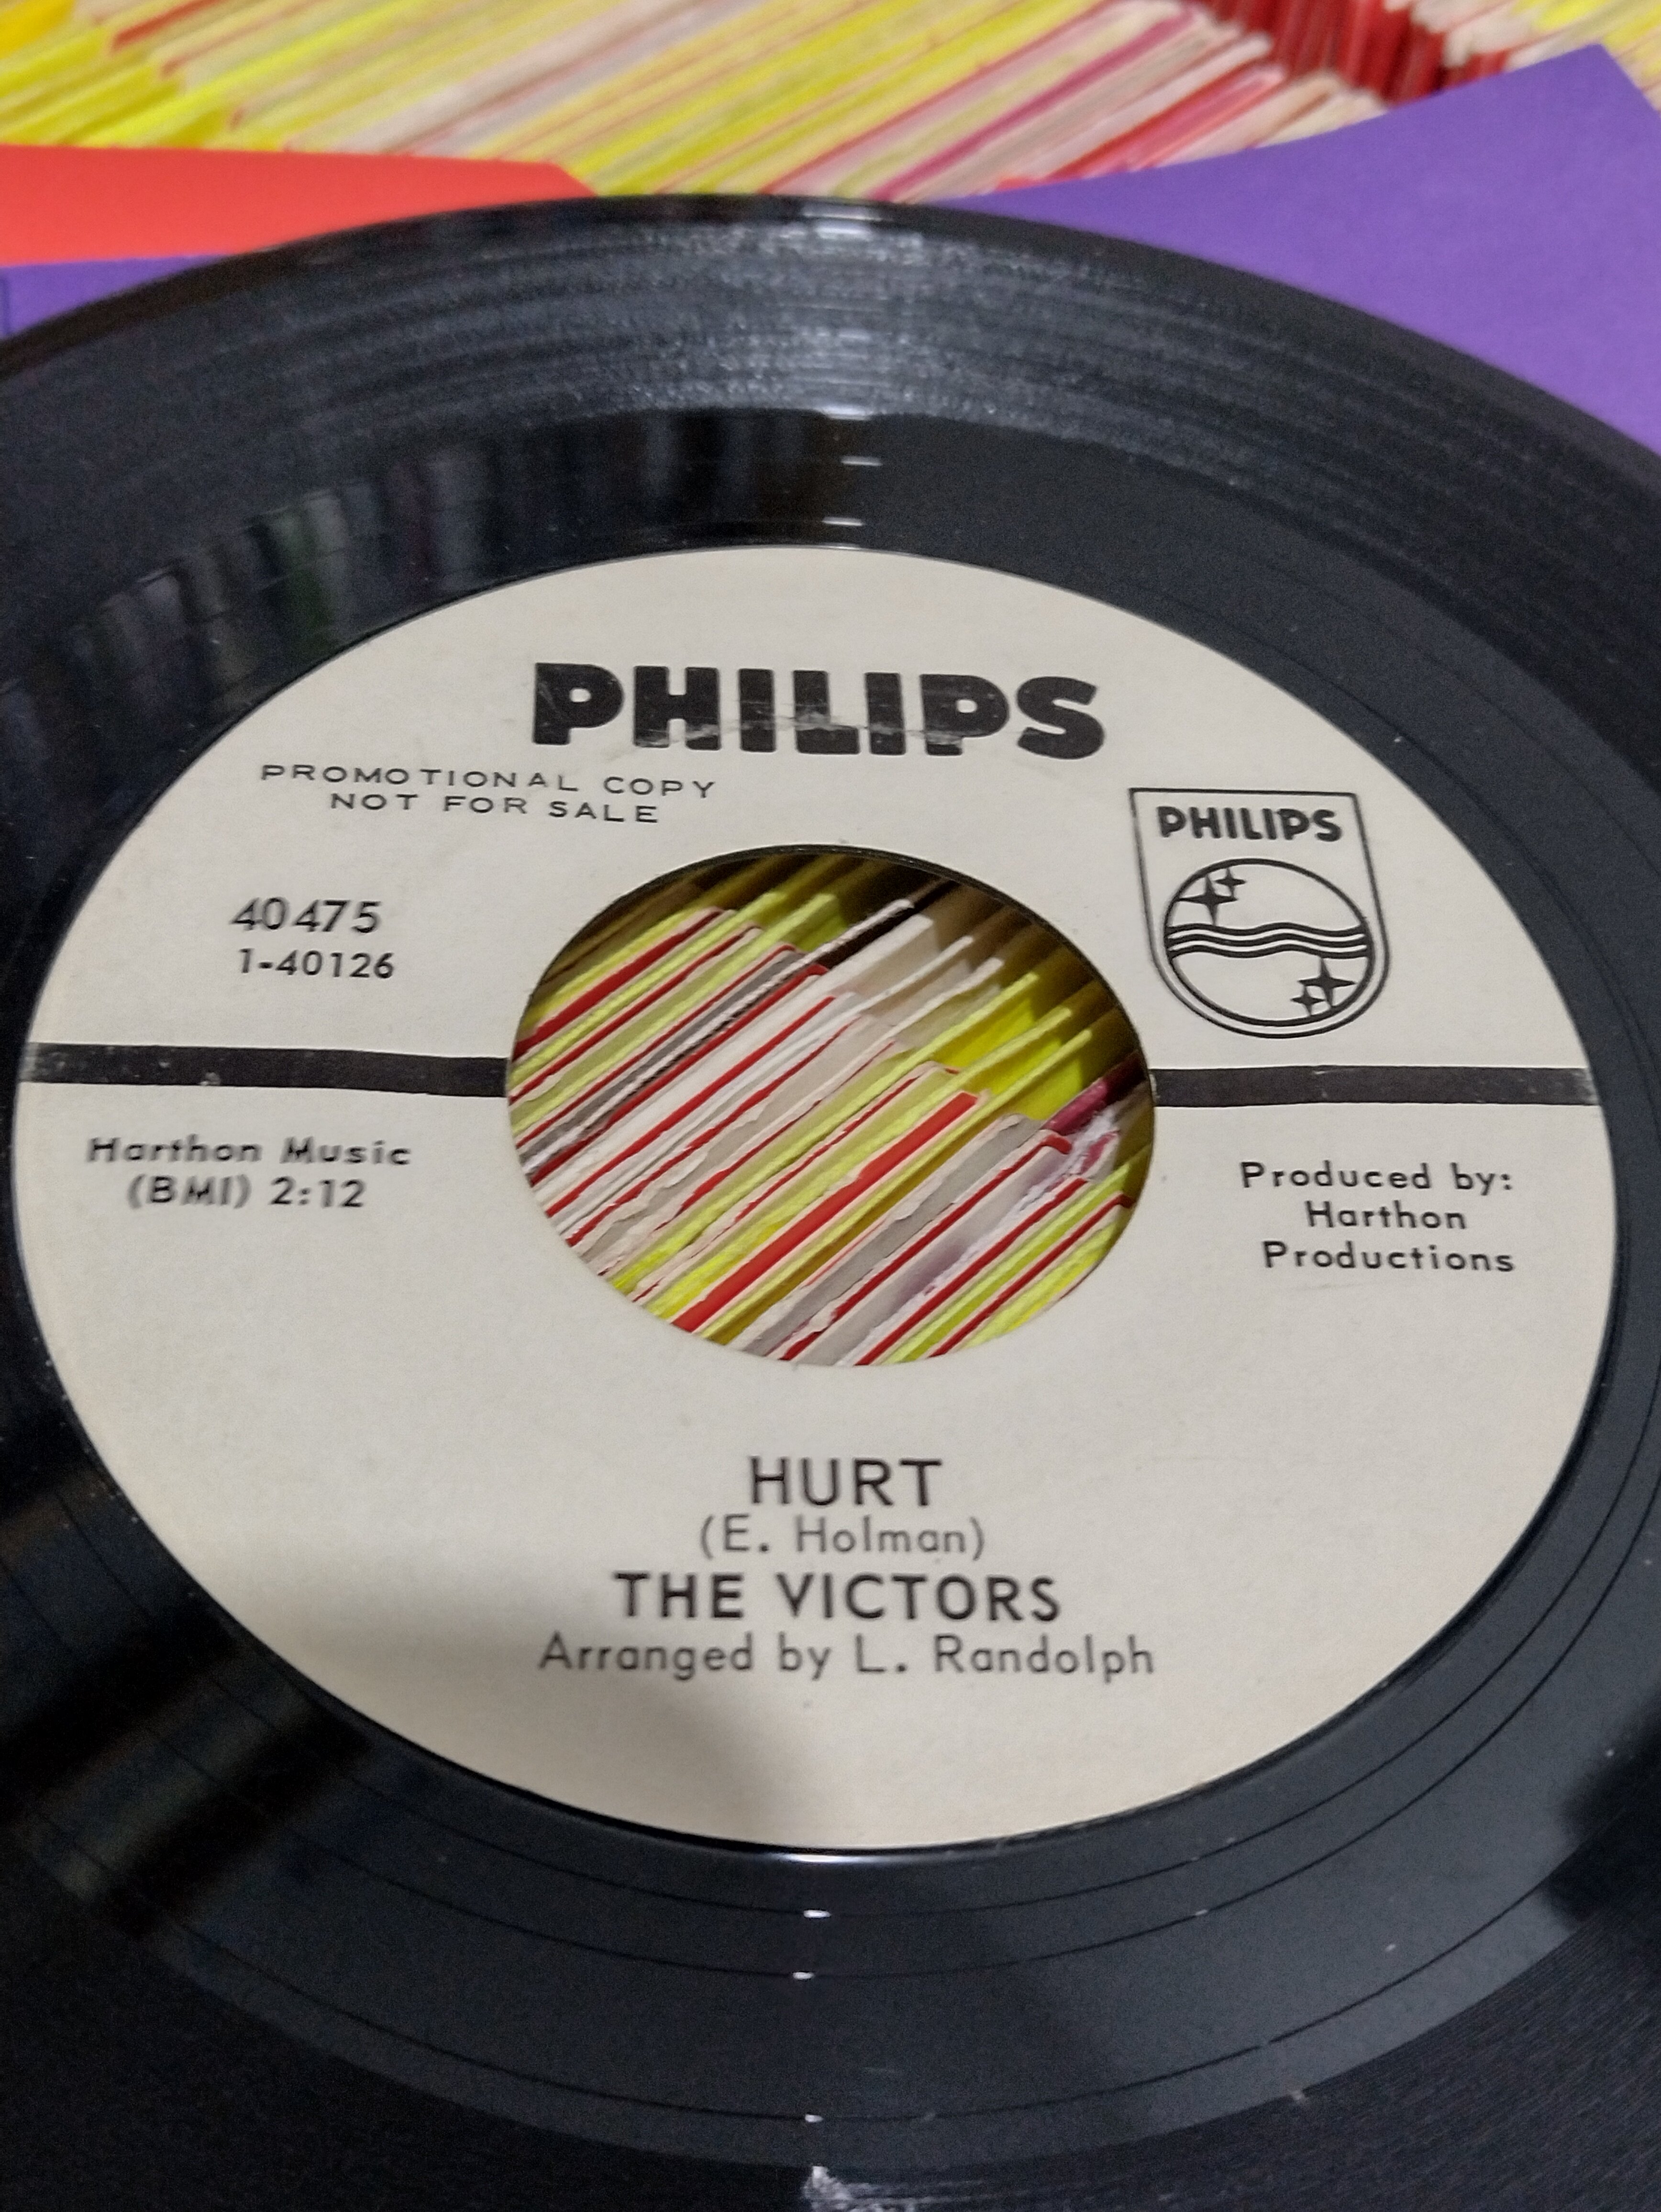 PHILIPS
PROMOTIONAL COPY
NOT FOR SALE
PHILIPS
40475
1-40126
Harthon Music
(BMI) 2:12
Produced by:
Harthon
Productions
HURT
(E. Holman)
THE VICTORS
Arranged by L. Randolph